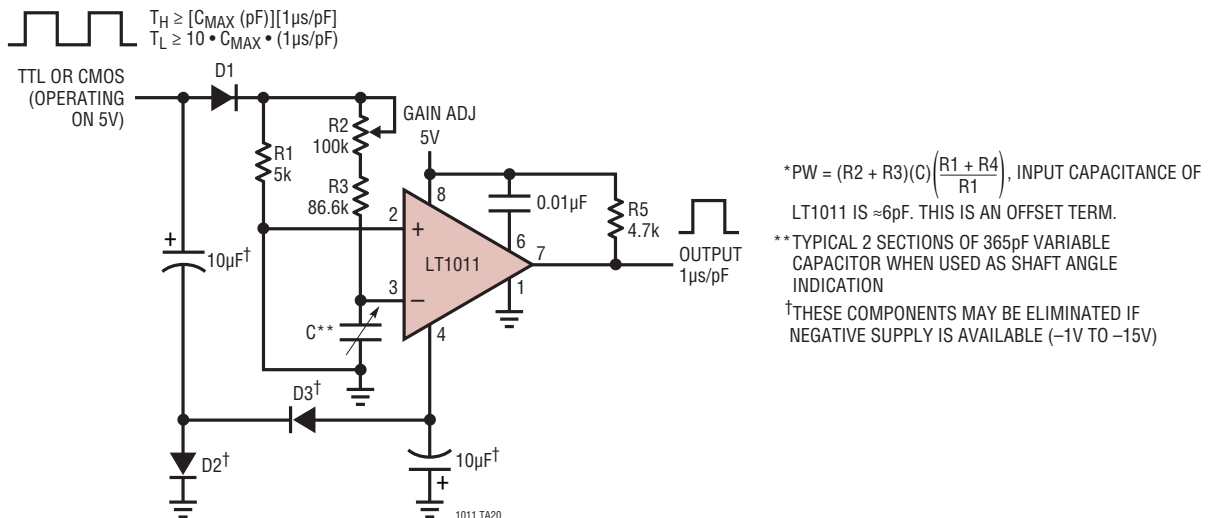 T_H ≥ [C_MAX (pF)][1µs/pF]
T_L ≥ 10 • C_MAX • (1µs/pF)
TTL OR CMOS
(OPERATING
ON 5V)
D1
R2
100k
GAIN ADJ
5V
R1
5k
R3
86.6k
8
0.01µF
R5
4.7k
2
+
6
7
LT1011
OUTPUT
1µs/pF
+
10µF†
3
−
1
C**
4
D3†
D2†
10µF†
+
1011 TA20
*PW = (R2 + R3)(C)((R1 + R4)/R1), INPUT CAPACITANCE OF
LT1011 IS ≈6pF. THIS IS AN OFFSET TERM.
**TYPICAL 2 SECTIONS OF 365pF VARIABLE
CAPACITOR WHEN USED AS SHAFT ANGLE
INDICATION
†THESE COMPONENTS MAY BE ELIMINATED IF
NEGATIVE SUPPLY IS AVAILABLE (–1V TO –15V)